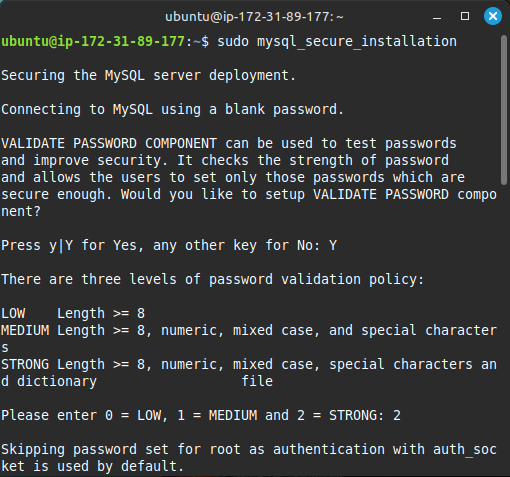 ubuntu@ip-172-31-89-177: ~
ubuntu@ip-172-31-89-177:~$ sudo mysql_secure_installation
Securing the MySQL server deployment.
Connecting to MySQL using a blank password.
VALIDATE PASSWORD COMPONENT can be used to test passwords
and improve security. It checks the strength of password
and allows the users to set only those passwords which are
secure enough. Would you like to setup VALIDATE PASSWORD compo
nent?
Press y|Y for Yes, any other key for No: Y
There are three levels of password validation policy:
LOW    Length >= 8
MEDIUM Length >= 8, numeric, mixed case, and special character
s
STRONG Length >= 8, numeric, mixed case, special characters an
d dictionary                  file
Please enter 0 = LOW, 1 = MEDIUM and 2 = STRONG: 2
Skipping password set for root as authentication with auth_soc
ket is used by default.